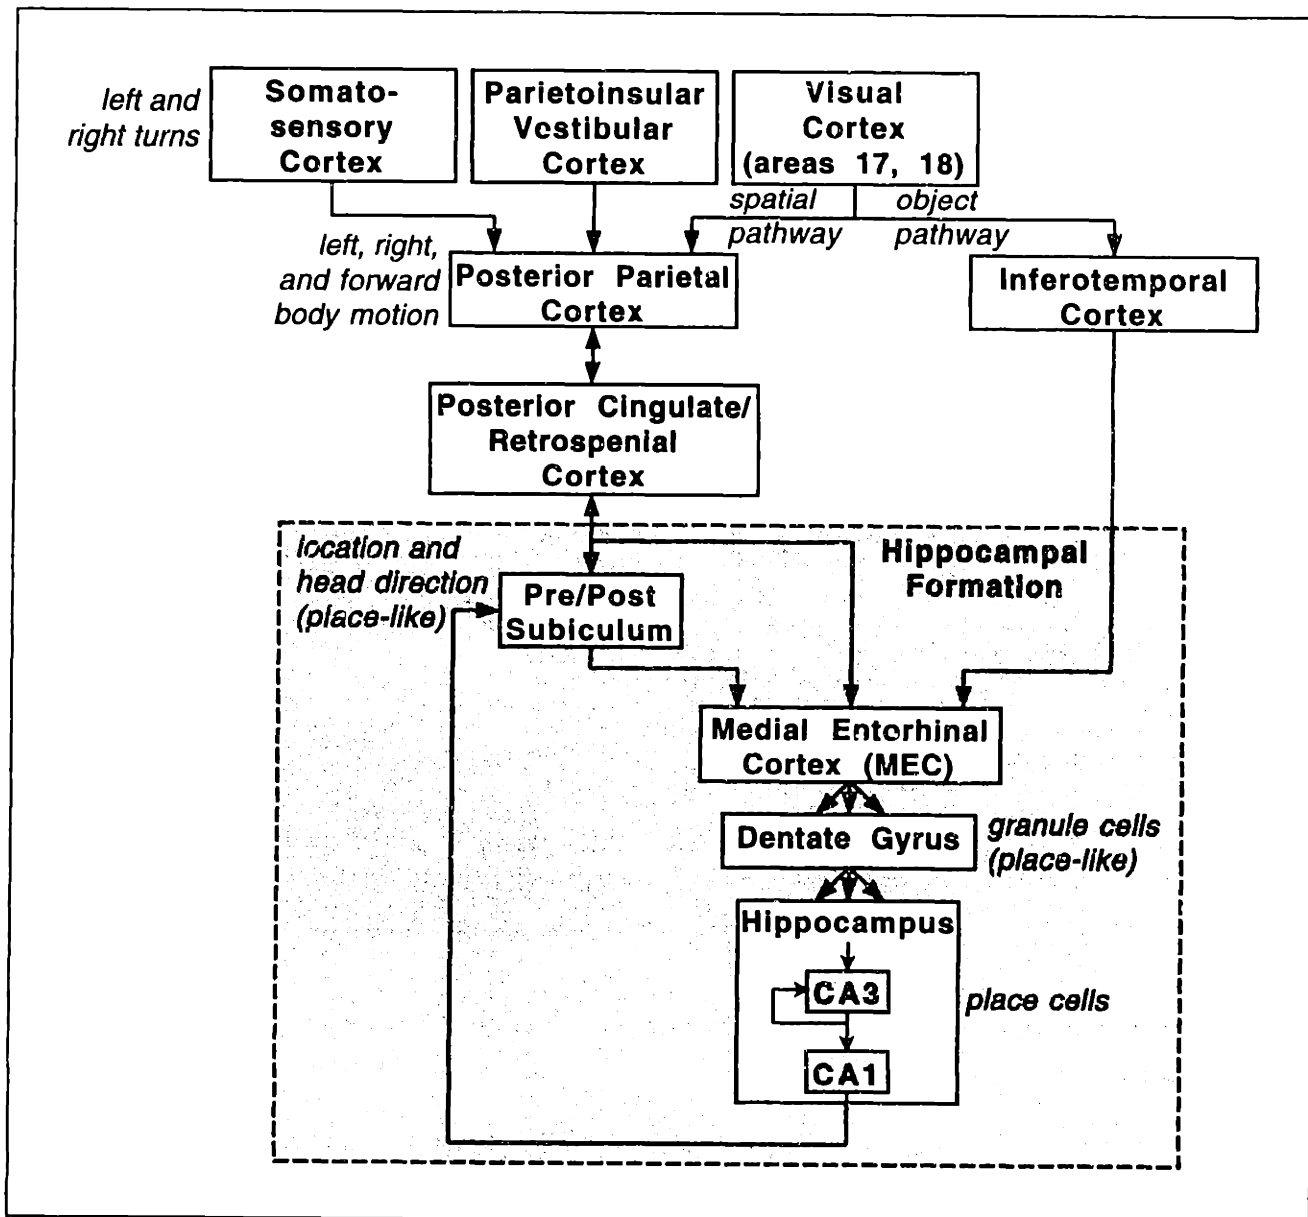 left and
right turns
Somato-
sensory
Cortex
Parietoinsular
Vestibular
Cortex
Visual
Cortex
(areas 17, 18)
spatial
pathway
object
pathway
left, right,
and forward
body motion
Posterior Parietal
Cortex
Inferotemporal
Cortex
Posterior Cingulate/
Retrospenial
Cortex
location and
head direction
(place-like)
Hippocampal
Formation
Pre/Post
Subiculum
Medial Entorhinal
Cortex (MEC)
Dentate Gyrus
granule cells
(place-like)
Hippocampus
CA3
place cells
CA1